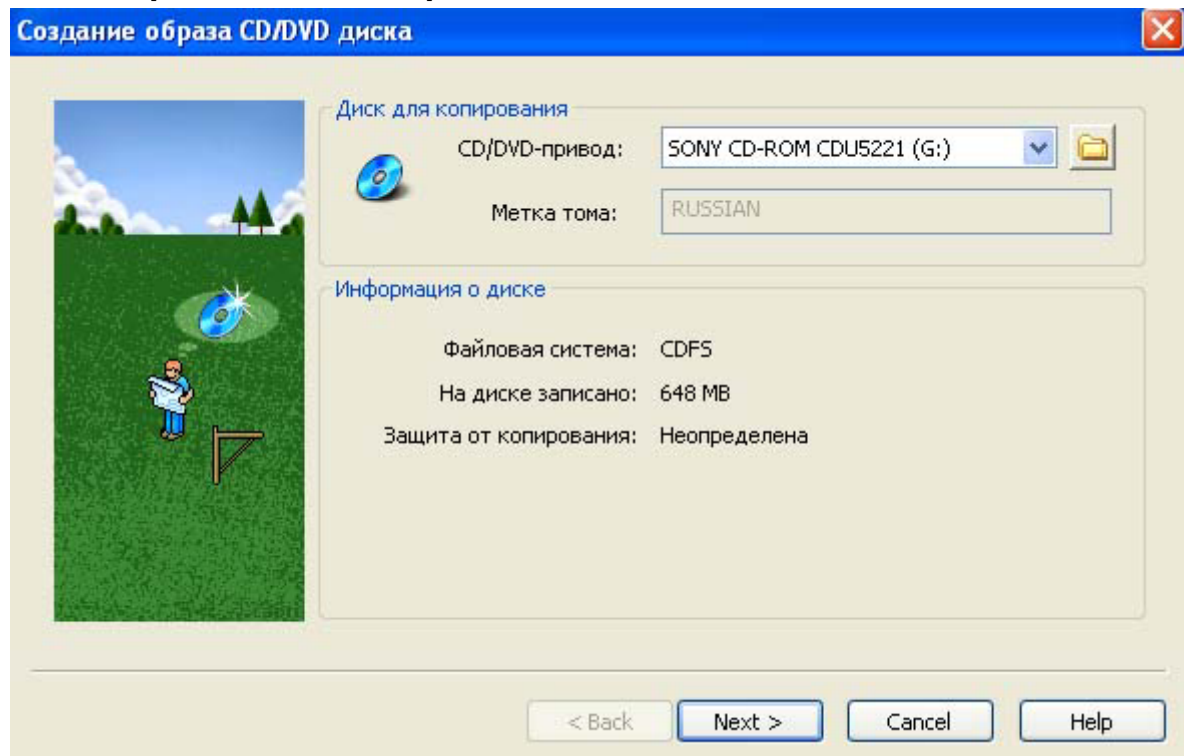 Создание образа CD/DVD диска
Диск для копирования
CD/DVD-привод: SONY CD-ROM CDU5221 (G:)
Метка тома: RUSSIAN
Информация о диске
Файловая система: CDFS
На диске записано: 648 MB
Защита от копирования: Неопределена
< Back Next > Cancel Help